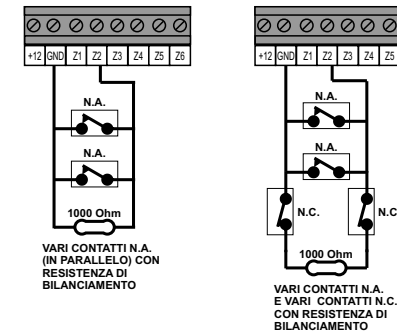 +12 GND Z1 Z2 Z3 Z4 Z5 Z6
N.A.
N.A.
1000 Ohm
VARI CONTATTI N.A.
(IN PARALLELO) CON
RESISTENZA DI
BILANCIAMENTO
+12 GND Z1 Z2 Z3 Z4 Z5
N.A.
N.A.
N.C.
N.C
1000 Ohm
VARI CONTATTI N.A.
E VARI CONTATTI N.C.
CON RESISTENZA DI
BILANCIAMENTO